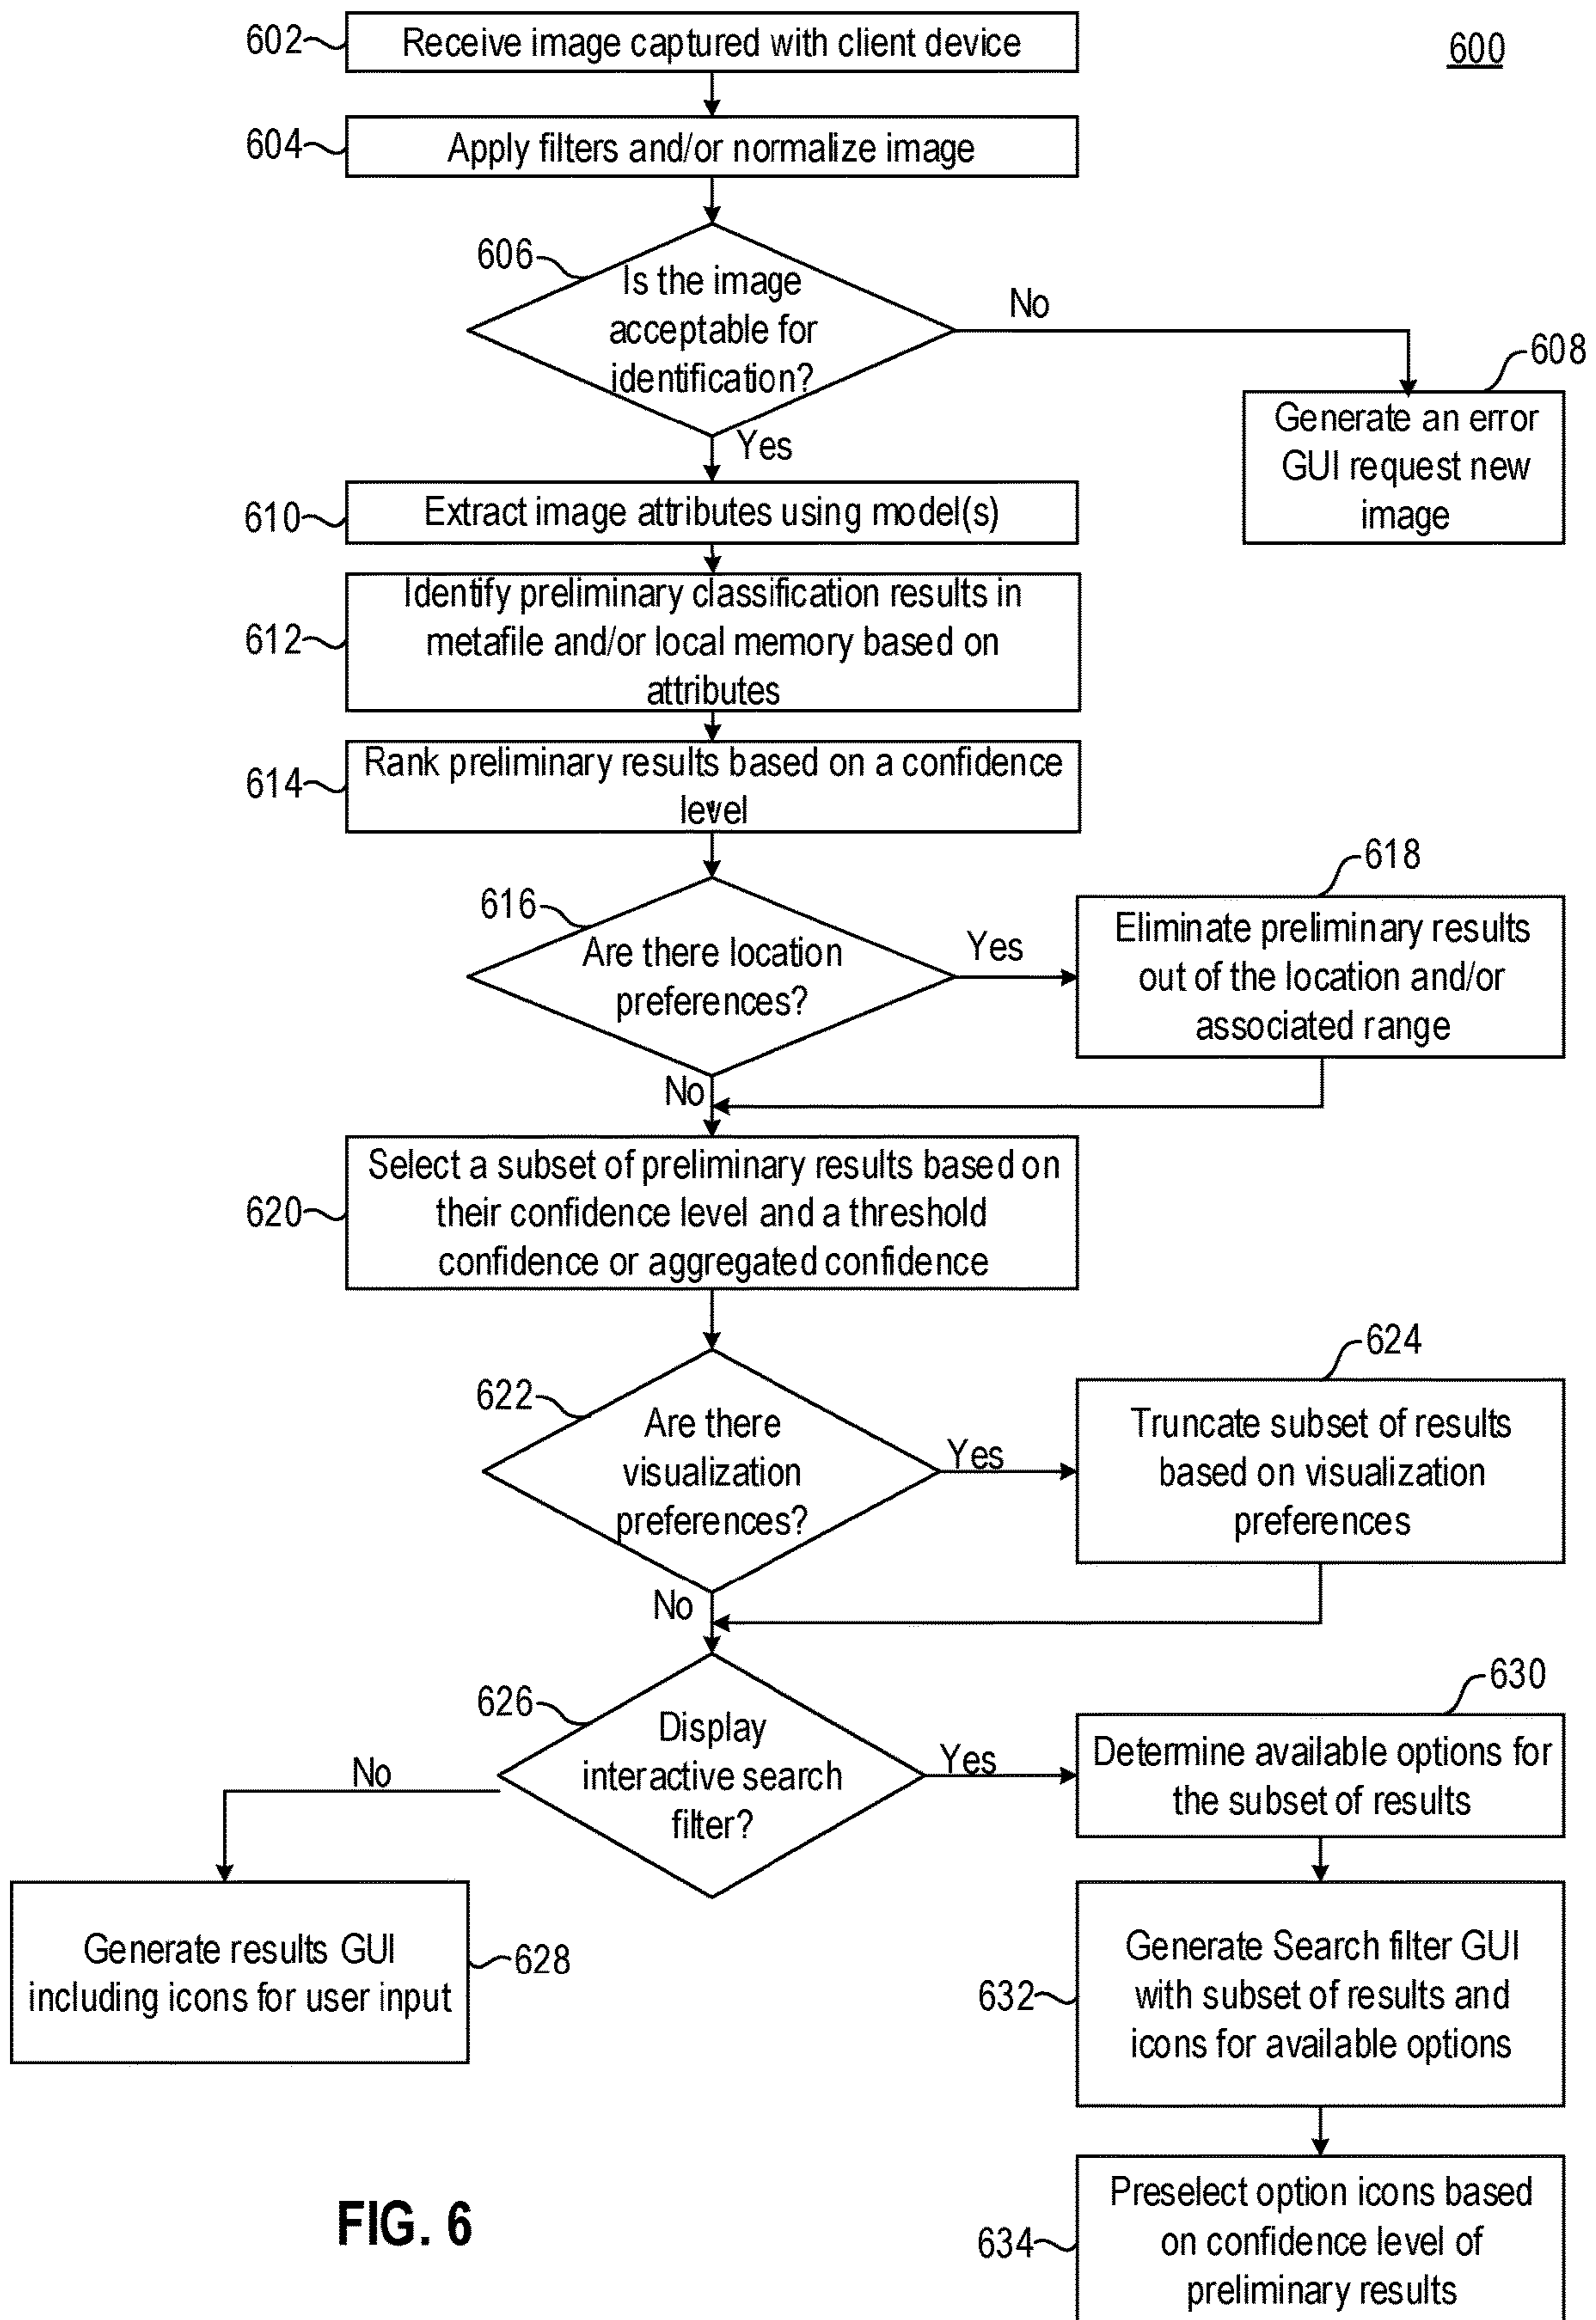 600
602
Receive image captured with client device
604
Apply filters and/or normalize image
606
Is the image
acceptable for
identification?
No
Yes
608
Generate an error
GUI request new
image
610
Extract image attributes using model(s)
612
Identify preliminary classification results in
metafile and/or local memory based on
attributes
614
Rank preliminary results based on a confidence
level
616
Are there location
preferences?
Yes
No
618
Eliminate preliminary results
out of the location and/or
associated range
620
Select a subset of preliminary results based on
their confidence level and a threshold
confidence or aggregated confidence
622
Are there
visualization
preferences?
Yes
No
624
Truncate subset of results
based on visualization
preferences
626
Display
interactive search
filter?
No
Yes
628
Generate results GUI
including icons for user input
630
Determine available options for
the subset of results
632
Generate Search filter GUI
with subset of results and
icons for available options
634
Preselect option icons based
on confidence level of
preliminary results
FIG. 6